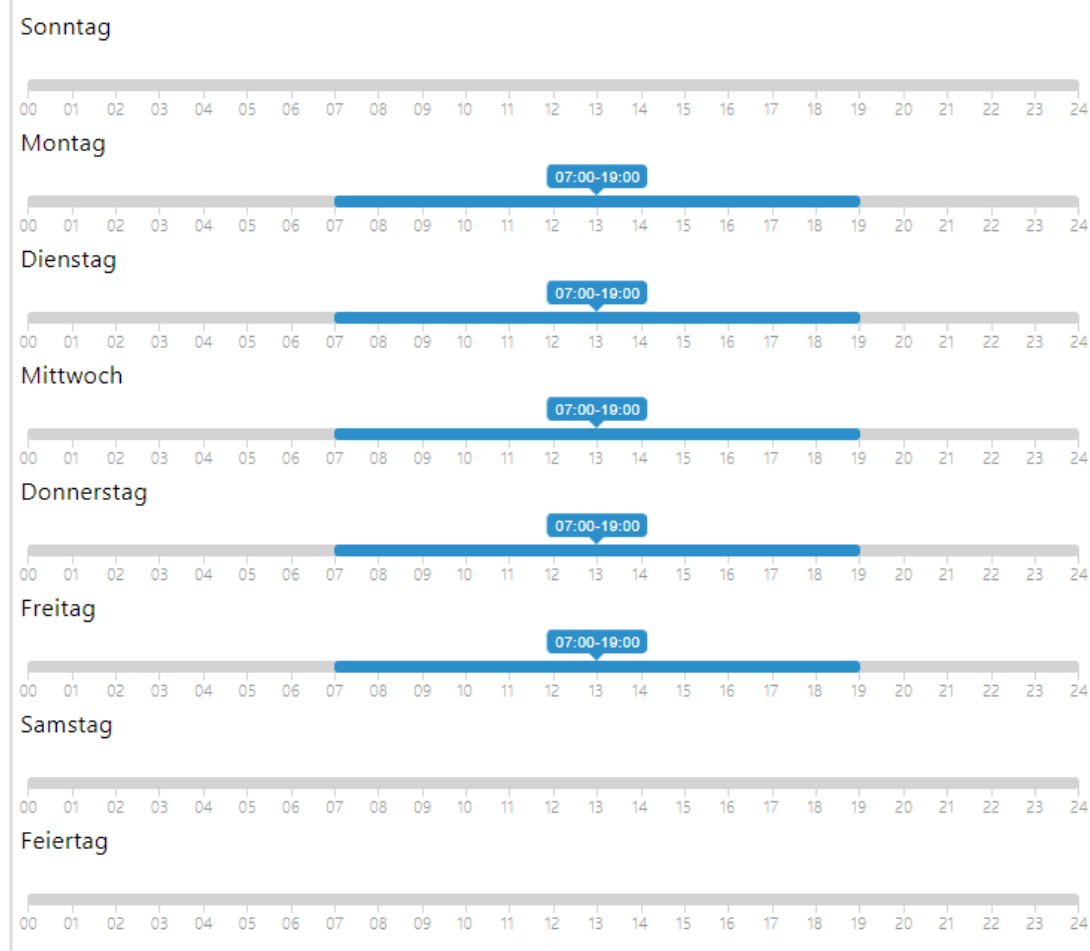 Sonntag
00 01 02 03 04 05 06 07 08 09 10 11 12 13 14 15 16 17 18 19 20 21 22 23 24
Montag
07:00-19:00
00 01 02 03 04 05 06 07 08 09 10 11 12 13 14 15 16 17 18 19 20 21 22 23 24
Dienstag
07:00-19:00
00 01 02 03 04 05 06 07 08 09 10 11 12 13 14 15 16 17 18 19 20 21 22 23 24
Mittwoch
07:00-19:00
00 01 02 03 04 05 06 07 08 09 10 11 12 13 14 15 16 17 18 19 20 21 22 23 24
Donnerstag
07:00-19:00
00 01 02 03 04 05 06 07 08 09 10 11 12 13 14 15 16 17 18 19 20 21 22 23 24
Freitag
07:00-19:00
00 01 02 03 04 05 06 07 08 09 10 11 12 13 14 15 16 17 18 19 20 21 22 23 24
Samstag
00 01 02 03 04 05 06 07 08 09 10 11 12 13 14 15 16 17 18 19 20 21 22 23 24
Feiertag
00 01 02 03 04 05 06 07 08 09 10 11 12 13 14 15 16 17 18 19 20 21 22 23 24